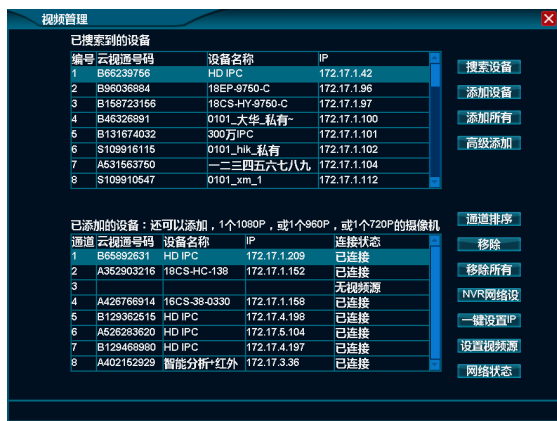 视频管理
已搜索到的设备
编号 云视通号码 设备名称 IP
1 B66239756 HD IPC 172.17.1.42
2 B96036884 18EP-9750-C 172.17.1.96
3 B158723156 18CS-HY-9750-C 172.17.1.97
4 B46326891 0101_大华_私有~ 172.17.1.100
5 B131674032 300万IPC 172.17.1.101
6 S109916115 0101_hik_私有 172.17.1.102
7 A531563750 一二三四五六七八九 172.17.1.104
8 S109910547 0101_xm_1 172.17.1.112
搜索设备
添加设备
添加所有
高级添加
已添加的设备：还可以添加，1个1080P，或1个960P，或1个720P的摄像机
通道 云视通号码 设备名称 IP 连接状态
1 B65892631 HD IPC 172.17.1.209 已连接
2 A352903216 18CS-HC-138 172.17.1.152 已连接
3 无视频源
4 A426766914 16CS-38-0330 172.17.1.158 已连接
5 B129362515 HD IPC 172.17.4.198 已连接
6 A526283620 HD IPC 172.17.5.104 已连接
7 B129468980 HD IPC 172.17.4.197 已连接
8 A402152929 智能分析+红外 172.17.3.36 已连接
通道排序
移除
移除所有
NVR网络设
一键设置IP
设置视频源
网络状态